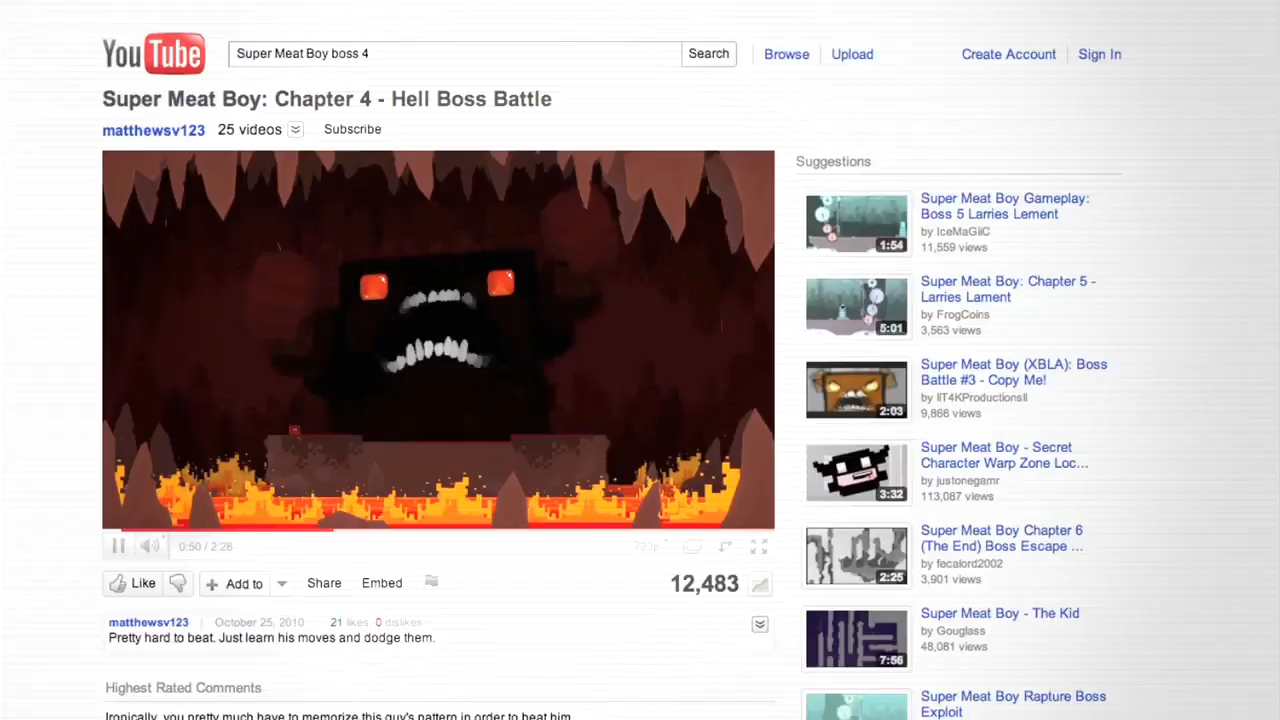 YouTube
Super Meat Boy boss 4
Search
Browse
Upload
Create Account
Sign In
Super Meat Boy: Chapter 4 - Hell Boss Battle
matthewsv123
25 videos
Subscribe
Suggestions
1:54
Super Meat Boy Gameplay:
Boss 5 Larries Lement
by IceMaGiiC
11,559 views
5:01
Super Meat Boy: Chapter 5 -
Larries Lament
by FrogCoins
3,563 views
2:03
Super Meat Boy (XBLA): Boss
Battle #3 - Copy Me!
by IIT4KProductionsII
9,866 views
3:32
Super Meat Boy - Secret
Character Warp Zone Loc...
by justonegamr
113,087 views
2:25
Super Meat Boy Chapter 6
(The End) Boss Escape ...
by fecalord2002
3,901 views
7:56
Super Meat Boy - The Kid
by Gouglass
48,081 views
Super Meat Boy Rapture Boss
Exploit
0:50 / 2:28
720p
Like
Add to
Share
Embed
12,483
matthewsv123 | October 25, 2010
21 likes, 0 dislikes
Pretty hard to beat. Just learn his moves and dodge them.
Highest Rated Comments
Ironically, you pretty much have to memorize this guy's pattern in order to beat him.